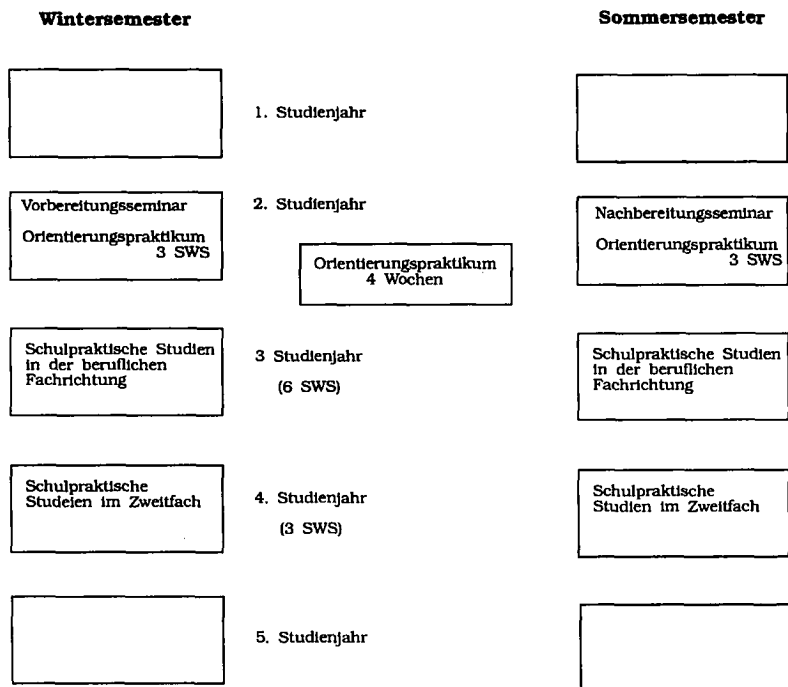 Wintersemester
Sommersemester
1. Studienjahr
Vorbereitungsseminar
Orientierungspraktikum
3 SWS
2. Studienjahr
Orientierungspraktikum
4 Wochen
Nachbereitungsseminar
Orientierungspraktikum
3 SWS
Schulpraktische Studien
in der beruflichen
Fachrichtung
3 Studienjahr
(6 SWS)
Schulpraktische Studien
in der beruflichen
Fachrichtung
Schulpraktische
Studeien im Zweitfach
4. Studienjahr
(3 SWS)
Schulpraktische
Studien im Zweitfach
5. Studienjahr